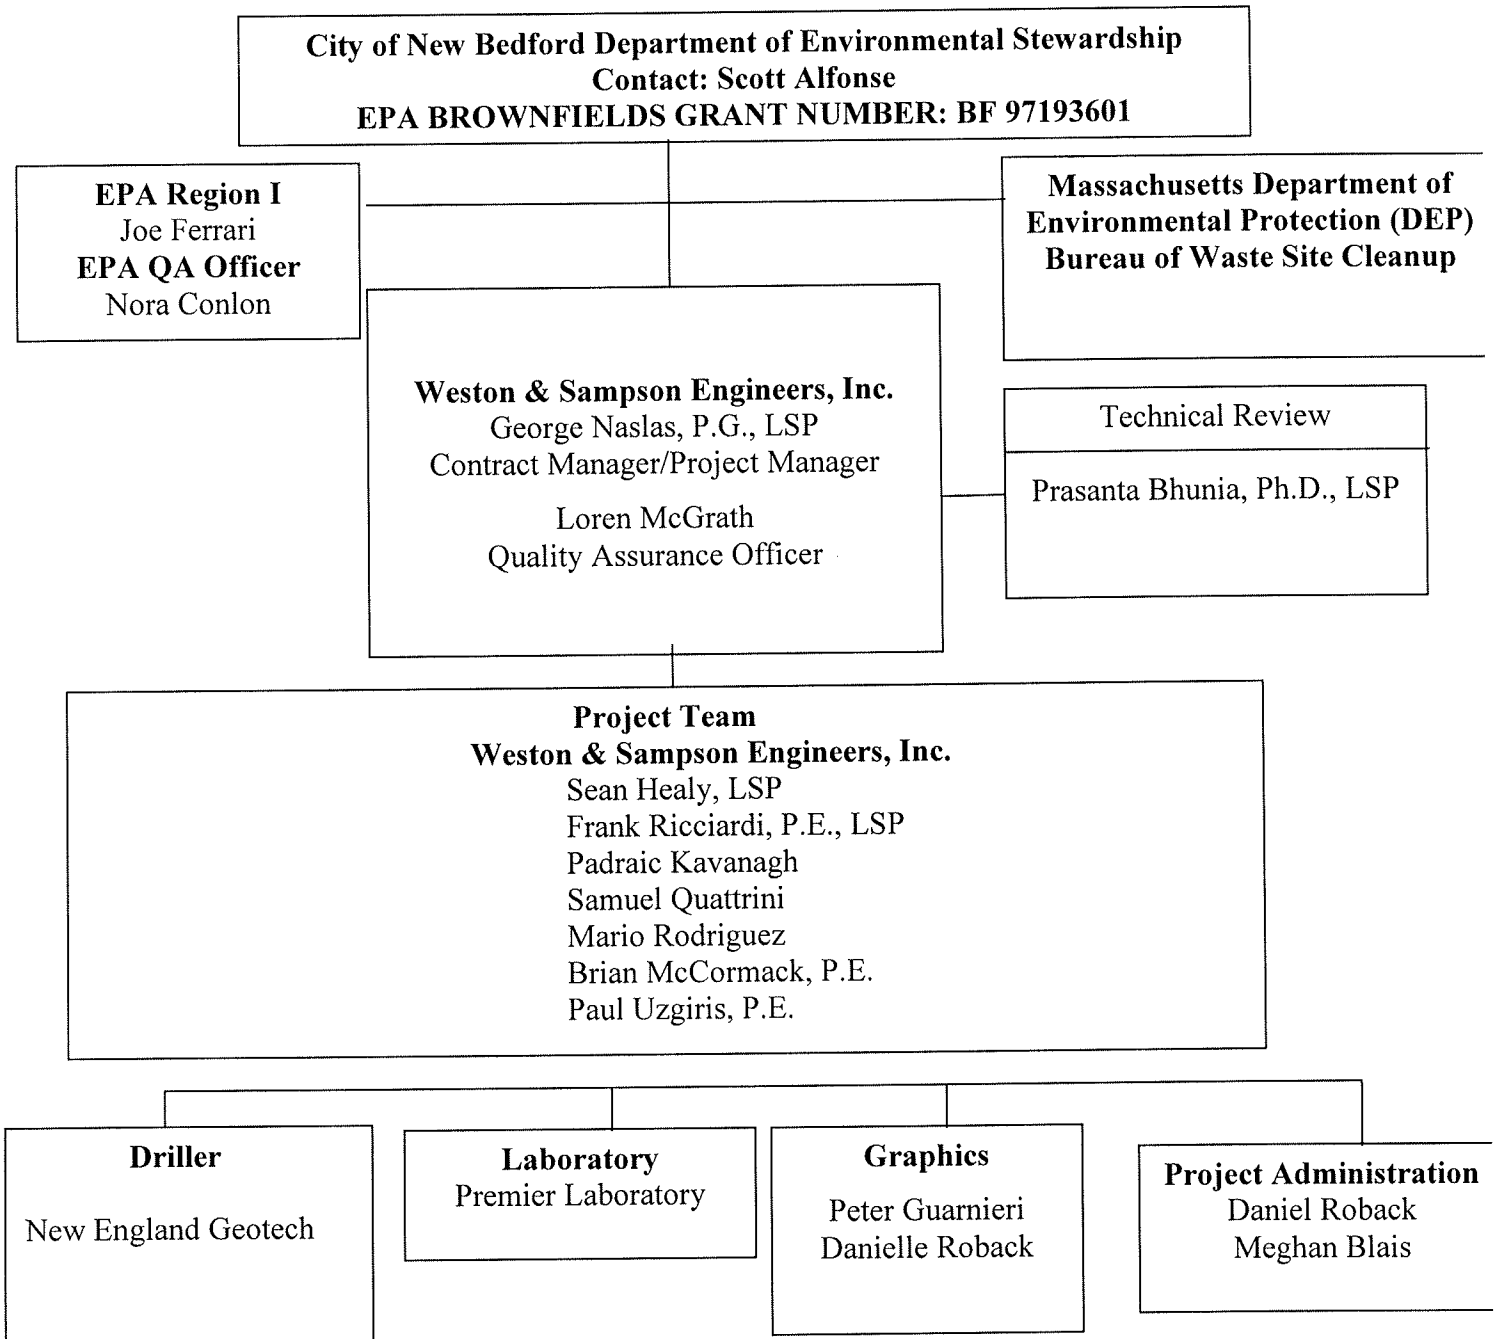 City of New Bedford Department of Environmental Stewardship
Contact: Scott Alfonse
EPA BROWNFIELDS GRANT NUMBER: BF 97193601
EPA Region I
Joe Ferrari
EPA QA Officer
Nora Conlon
Massachusetts Department of
Environmental Protection (DEP)
Bureau of Waste Site Cleanup
Weston & Sampson Engineers, Inc.
George Naslas, P.G., LSP
Contract Manager/Project Manager
Loren McGrath
Quality Assurance Officer
Technical Review
Prasanta Bhunia, Ph.D., LSP
Project Team
Weston & Sampson Engineers, Inc.
Sean Healy, LSP
Frank Ricciardi, P.E., LSP
Padraic Kavanagh
Samuel Quattrini
Mario Rodriguez
Brian McCormack, P.E.
Paul Uzgiris, P.E.
Driller
New England Geotech
Laboratory
Premier Laboratory
Graphics
Peter Guarnieri
Danielle Roback
Project Administration
Daniel Roback
Meghan Blais